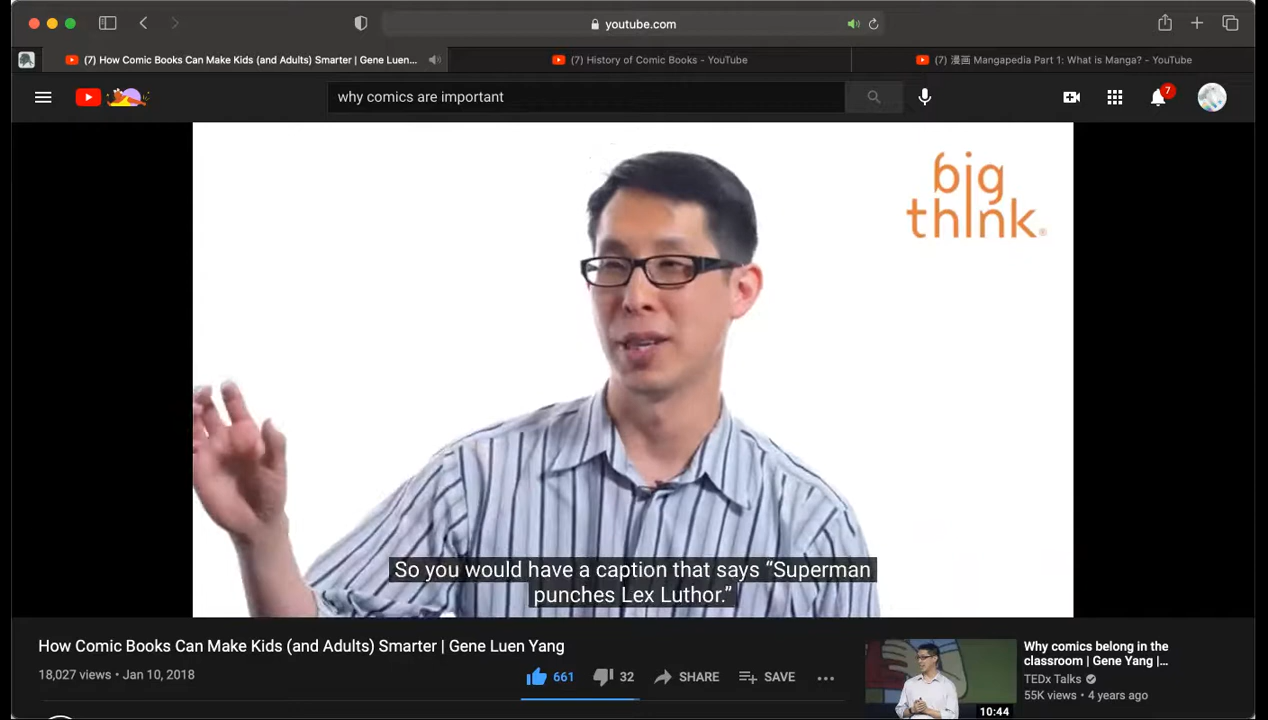 youtube.com
(7) How Comic Books Can Make Kids (and Adults) Smarter | Gene Luen...
(7) History of Comic Books - YouTube
(7) 漫画 Mangapedia Part 1: What is Manga? - YouTube
why comics are important
7
big
think.
So you would have a caption that says “Superman
punches Lex Luthor.”
How Comic Books Can Make Kids (and Adults) Smarter | Gene Luen Yang
18,027 views • Jan 10, 2018
661
32
SHARE
SAVE
Why comics belong in the
classroom | Gene Yang |...
TEDx Talks
55K views • 4 years ago
10:44